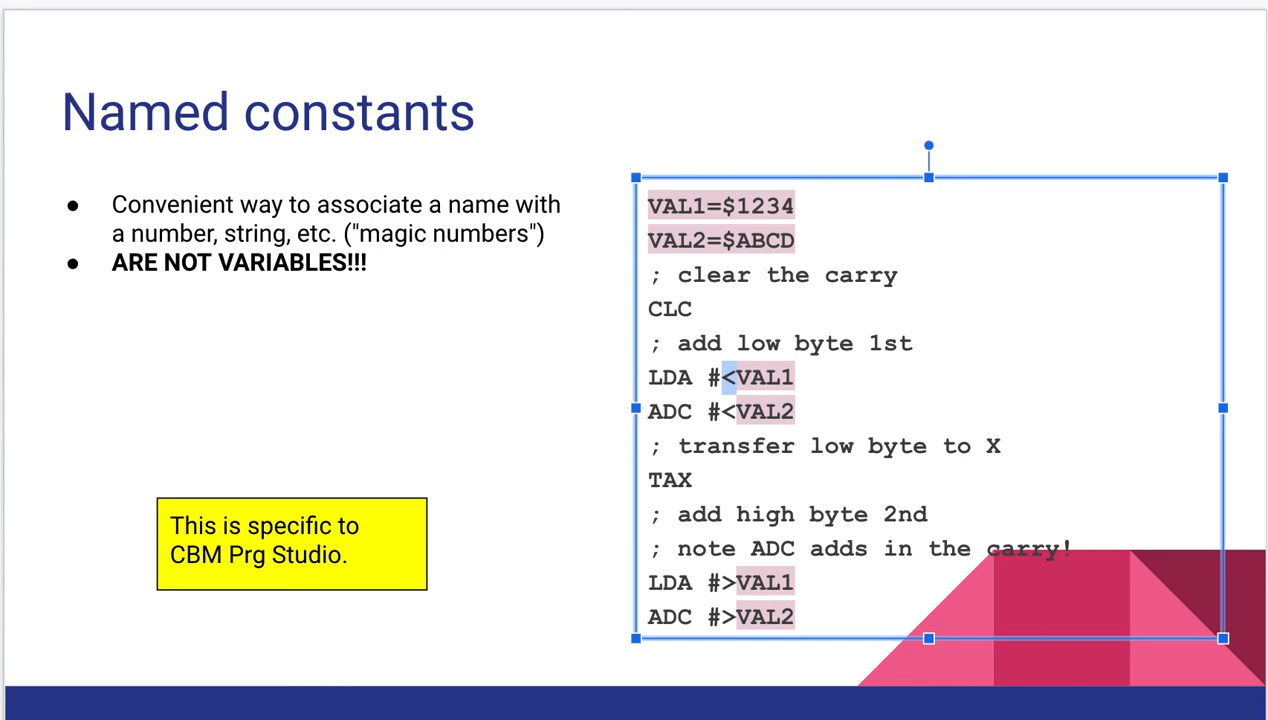 Named constants
● Convenient way to associate a name with
a number, string, etc. ("magic numbers")
● ARE NOT VARIABLES!!!
This is specific to
CBM Prg Studio.
VAL1=$1234
VAL2=$ABCD
; clear the carry
CLC
; add low byte 1st
LDA #<VAL1
ADC #<VAL2
; transfer low byte to X
TAX
; add high byte 2nd
; note ADC adds in the carry!
LDA #>VAL1
ADC #>VAL2